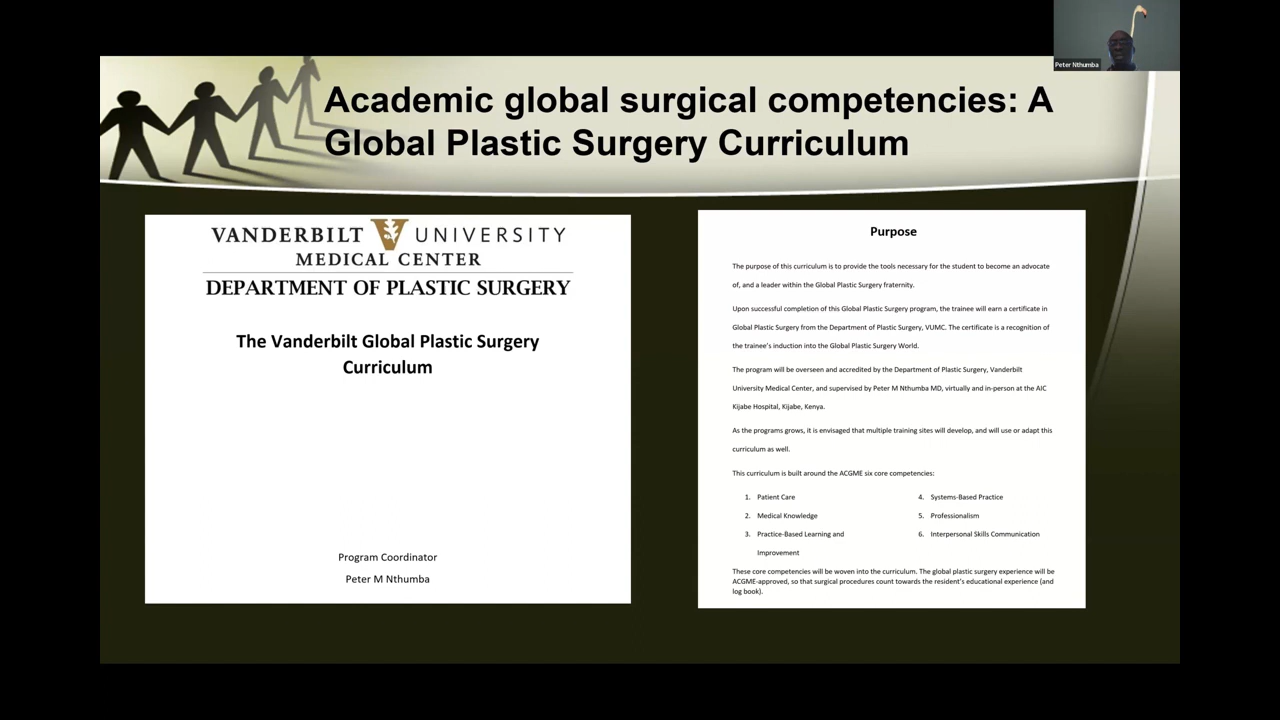 Peter Nthumba
Academic global surgical competencies: A
Global Plastic Surgery Curriculum
VANDERBILT V UNIVERSITY
MEDICAL CENTER
DEPARTMENT OF PLASTIC SURGERY
The Vanderbilt Global Plastic Surgery
Curriculum
Program Coordinator
Peter M Nthumba
Purpose
The purpose of this curriculum is to provide the tools necessary for the student to become an advocate
of, and a leader within the Global Plastic Surgery fraternity.
Upon successful completion of this Global Plastic Surgery program, the trainee will earn a certificate in
Global Plastic Surgery from the Department of Plastic Surgery, VUMC. The certificate is a recognition of
the trainee's induction into the Global Plastic Surgery World.
The program will be overseen and accredited by the Department of Plastic Surgery, Vanderbilt
University Medical Center, and supervised by Peter M Nthumba MD, virtually and in-person at the AIC
Kijabe Hospital, Kijabe, Kenya.
As the programs grows, it is envisaged that multiple training sites will develop, and will use or adapt this
curriculum as well.
This curriculum is built around the ACGME six core competencies:
1. Patient Care
2. Medical Knowledge
3. Practice-Based Learning and
Improvement
4. Systems-Based Practice
5. Professionalism
6. Interpersonal Skills Communication
These core competencies will be woven into the curriculum. The global plastic surgery experience will be
ACGME-approved, so that surgical procedures count towards the resident's educational experience (and
log book).